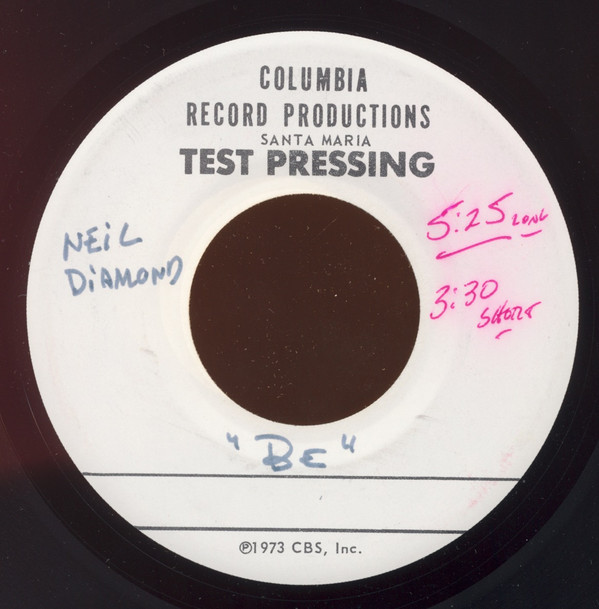 COLUMBIA
RECORD PRODUCTIONS
SANTA MARIA
TEST PRESSING
NEiL
DiAMOND
5:25 LONG
3:30
SHORT
"BE"
℗1973 CBS, Inc.